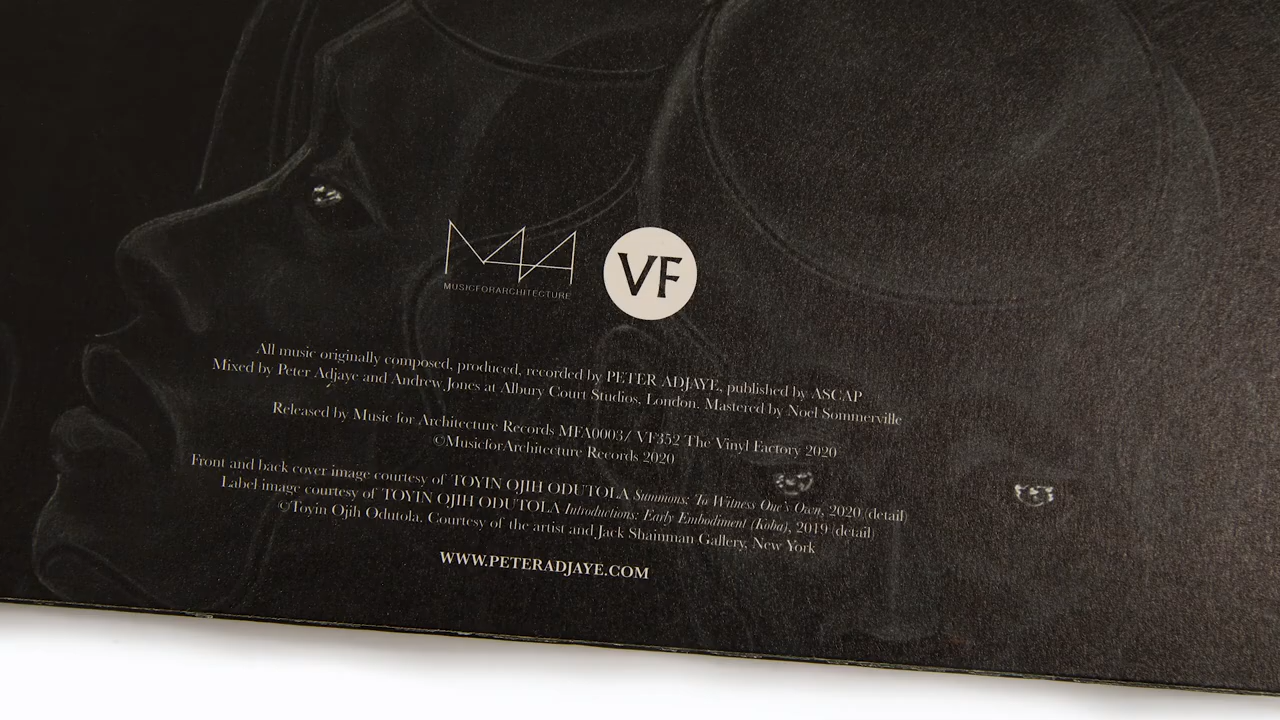 M4A
MUSICFORARCHITECTURE
VF
All music originally composed, produced, recorded by PETER ADJAYE, published by ASCAP
Mixed by Peter Adjaye and Andrew Jones at Albury Court Studios, London. Mastered by Noel Sommerville
Released by Music for Architecture Records MFA0003/ VF352 The Vinyl Factory 2020
©MusicforArchitecture Records 2020
Front and back cover image courtesy of TOYIN OJIH ODUTOLA Summons; To Witness One's Own, 2020 (detail)
Label image courtesy of TOYIN OJIH ODUTOLA Introductions: Early Embodiment (Koba), 2019 (detail)
©Toyin Ojih Odutola. Courtesy of the artist and Jack Shainman Gallery, New York
WWW.PETERADJAYE.COM